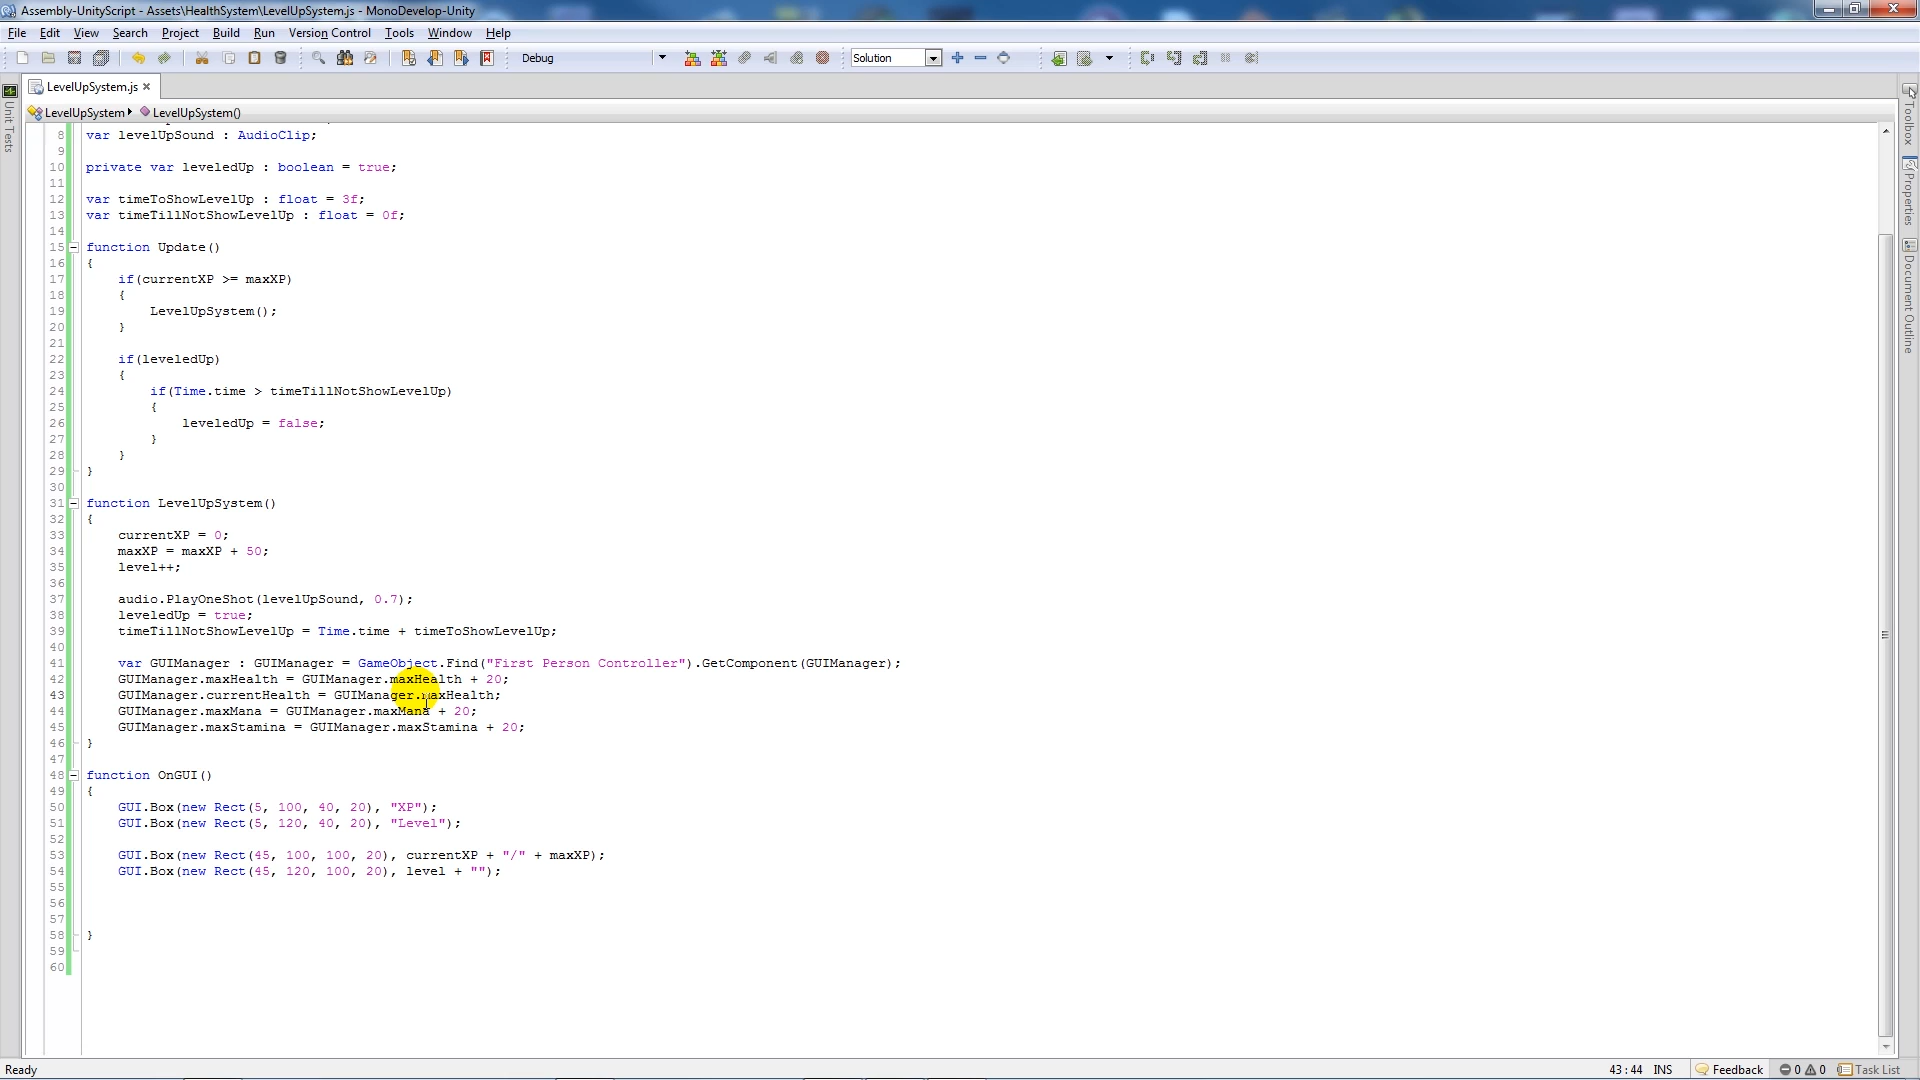 Assembly-UnityScript - Assets\HealthSystem\LevelUpSystem.js - MonoDevelop-Unity
File Edit View Search Project Build Run Version Control Tools Window Help
Debug Solution
LevelUpSystem.js
LevelUpSystem LevelUpSystem()
Unit Tests
Toolbox
Properties
Document Outline
8 var levelUpSound : AudioClip;
9
10 private var leveledUp : boolean = true;
11
12 var timeToShowLevelUp : float = 3f;
13 var timeTillNotShowLevelUp : float = 0f;
14
15 function Update()
16 {
17 if(currentXP >= maxXP)
18 {
19 LevelUpSystem();
20 }
21
22 if(leveledUp)
23 {
24 if(Time.time > timeTillNotShowLevelUp)
25 {
26 leveledUp = false;
27 }
28 }
29 }
30
31 function LevelUpSystem()
32 {
33 currentXP = 0;
34 maxXP = maxXP + 50;
35 level++;
36
37 audio.PlayOneShot(levelUpSound, 0.7);
38 leveledUp = true;
39 timeTillNotShowLevelUp = Time.time + timeToShowLevelUp;
40
41 var GUIManager : GUIManager = GameObject.Find("First Person Controller").GetComponent(GUIManager);
42 GUIManager.maxHealth = GUIManager.maxHealth + 20;
43 GUIManager.currentHealth = GUIManager.maxHealth;
44 GUIManager.maxMana = GUIManager.maxMana + 20;
45 GUIManager.maxStamina = GUIManager.maxStamina + 20;
46 }
47
48 function OnGUI()
49 {
50 GUI.Box(new Rect(5, 100, 40, 20), "XP");
51 GUI.Box(new Rect(5, 120, 40, 20), "Level");
52
53 GUI.Box(new Rect(45, 100, 100, 20), currentXP + "/" + maxXP);
54 GUI.Box(new Rect(45, 120, 100, 20), level + "");
55
56
57
58 }
59
60
Ready 43 : 44 INS Feedback 0 0 Task List